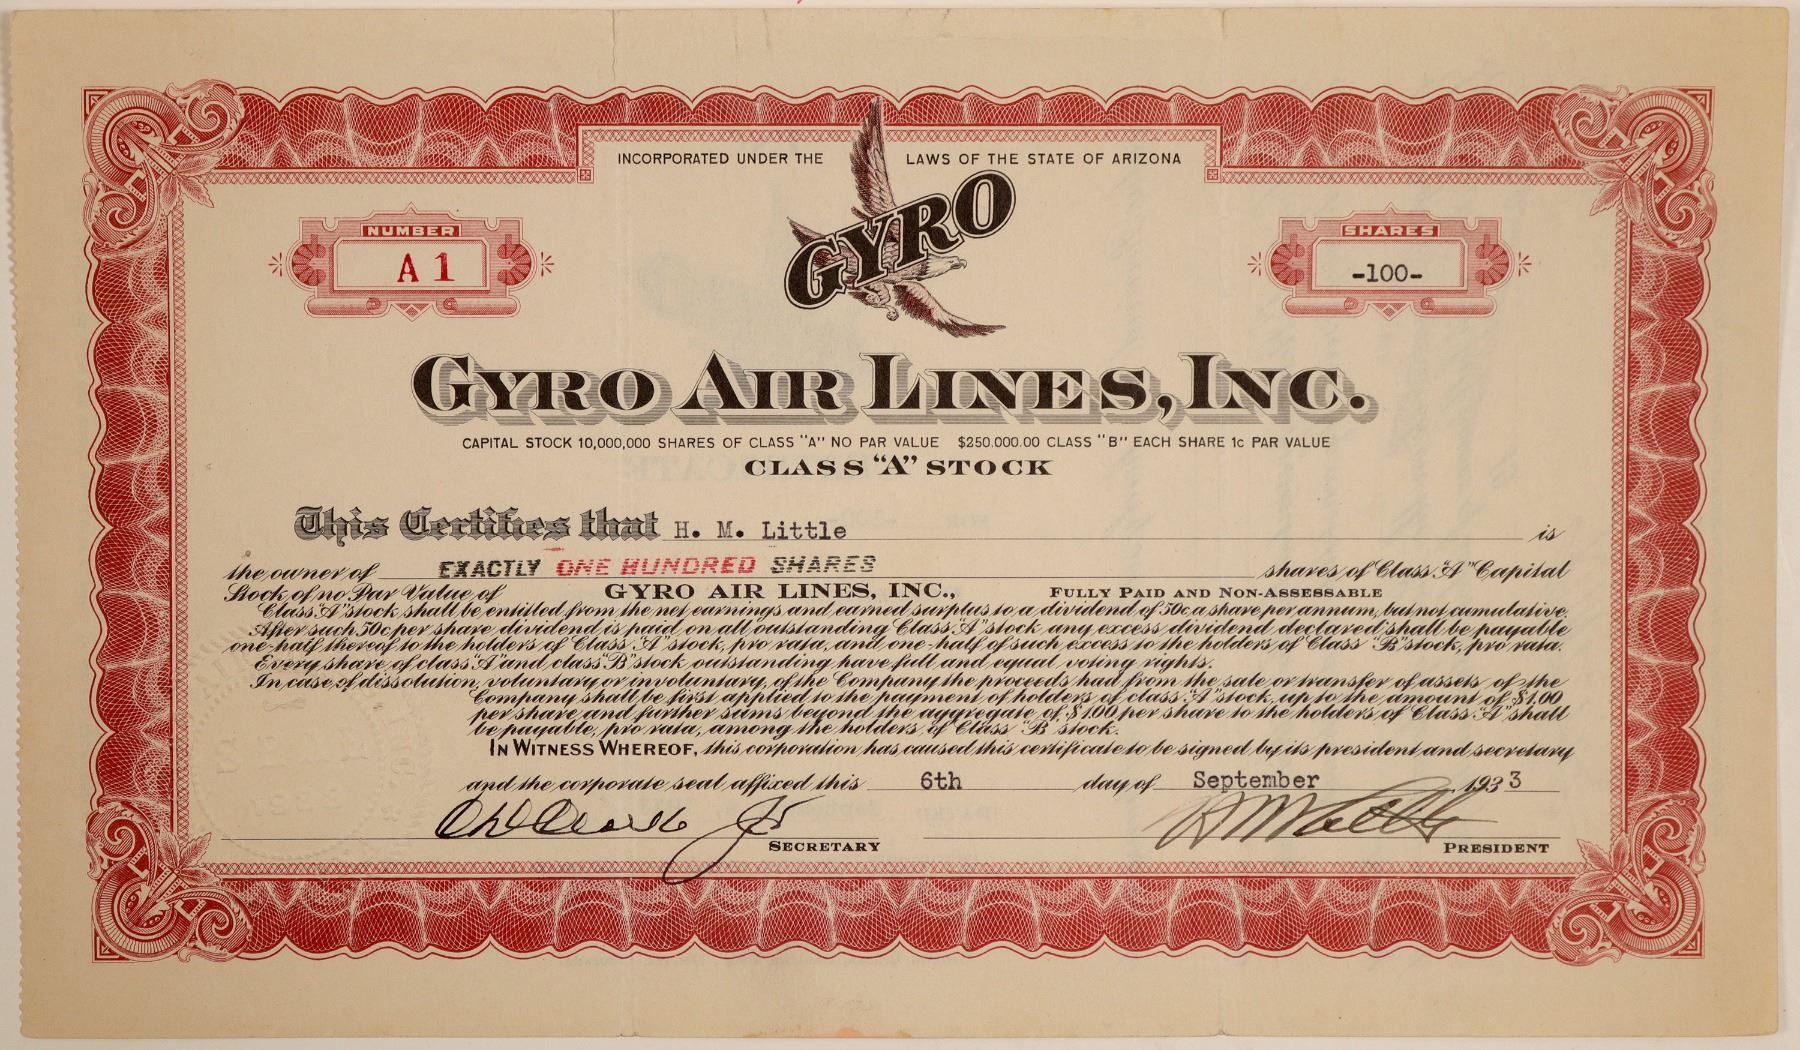 INCORPORATED UNDER THE LAWS OF THE STATE OF ARIZONA
GYRO
NUMBER
A 1
SHARES
-100-
GYRO AIR LINES, INC.
CAPITAL STOCK 10,000,000 SHARES OF CLASS "A" NO PAR VALUE $250.000.00 CLASS "B" EACH SHARE 1c PAR VALUE
CLASS "A" STOCK
This Certifies that H. M. Little is
the owner of EXACTLY ONE HUNDRED SHARES shares of Class "A" Capital
Stock of no Par Value of GYRO AIR LINES, INC., FULLY PAID AND NON-ASSESSABLE
Class "A" stock shall be entitled from the net earnings and earned surplus to a dividend of 50c a share per annum, but not cumulative.
After such 50c per share dividend is paid on all outstanding Class "A" stock any excess dividend declared shall be payable
one-half thereof to the holders of Class "A" stock, pro rata, and one-half of such excess to the holders of Class "B" stock, pro rata.
Every share of class "A" and class "B" stock outstanding have full and equal voting rights.
In case of dissolution, voluntary or involuntary, of the Company the proceeds had from the sale or transfer of assets of the
Company shall be first applied to the payment of holders of class "A" stock, up to the amount of $1.00
per share and further sums beyond the aggregate of $1.00 per share to the holders of Class "A" shall
be payable, pro rata, among the holders of Class "B" stock.
IN WITNESS WHEREOF, this corporation has caused this certificate to be signed by its president and secretary
and the corporate seal affixed this 6th day of September 1933
SECRETARY
PRESIDENT